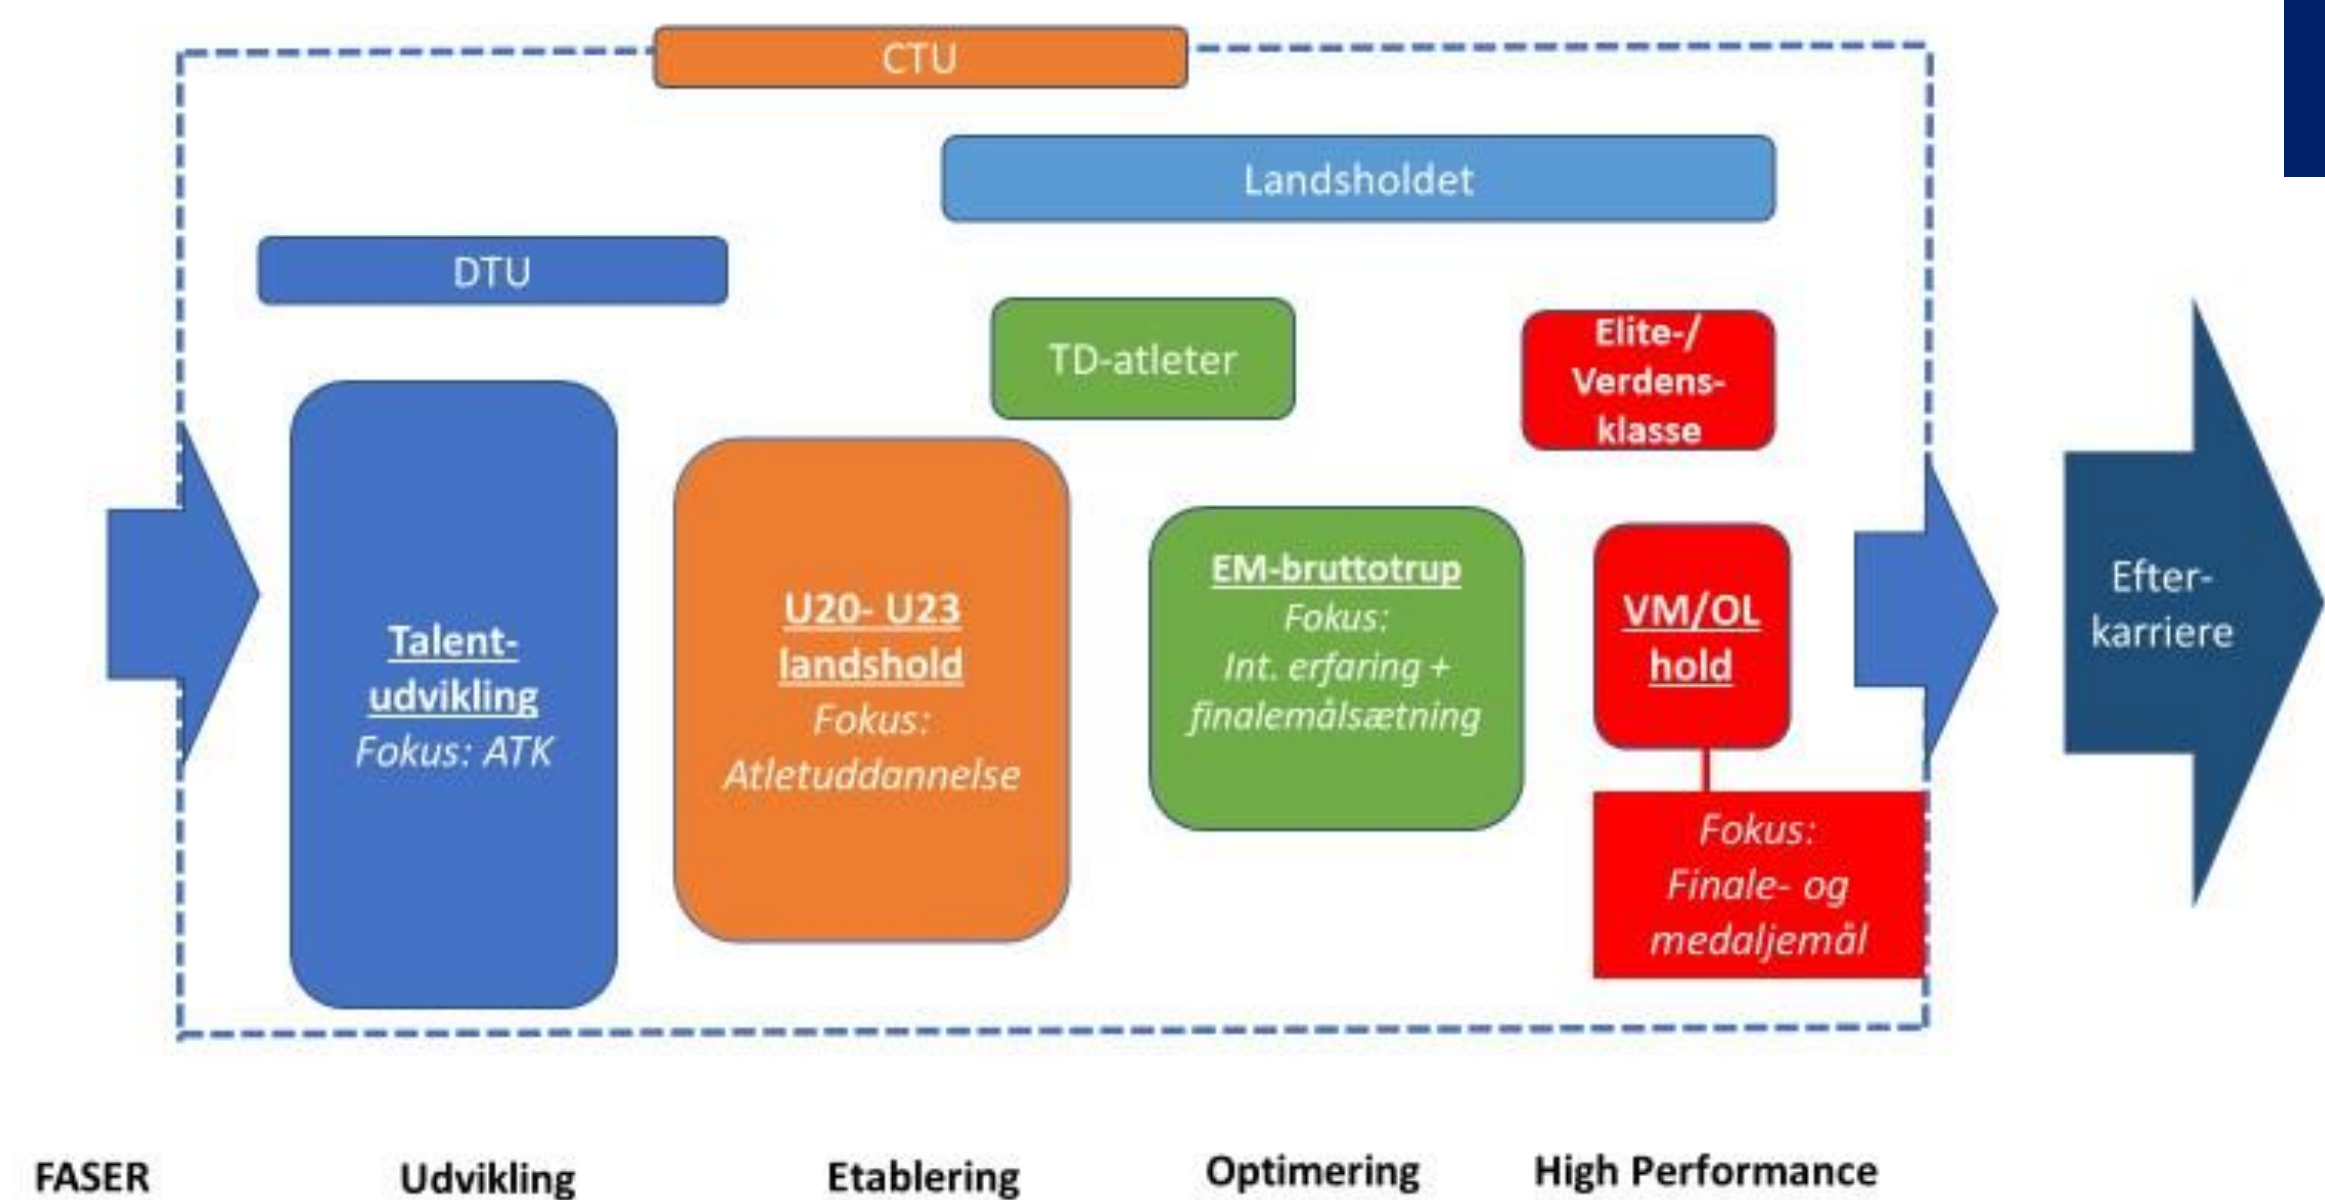 CTU
Landsholdet
DTU
TD-atleter
Elite-/
Verdens-
klasse
Talent-
udvikling
Fokus: ATK
U20- U23
landshold
Fokus:
Atletuddannelse
EM-bruttotrup
Fokus:
Int. erfaring +
finalemålsætning
VM/OL
hold
Fokus:
Finale- og
medaljemål
Efter-
karriere
FASER
Udvikling
Etablering
Optimering
High Performance